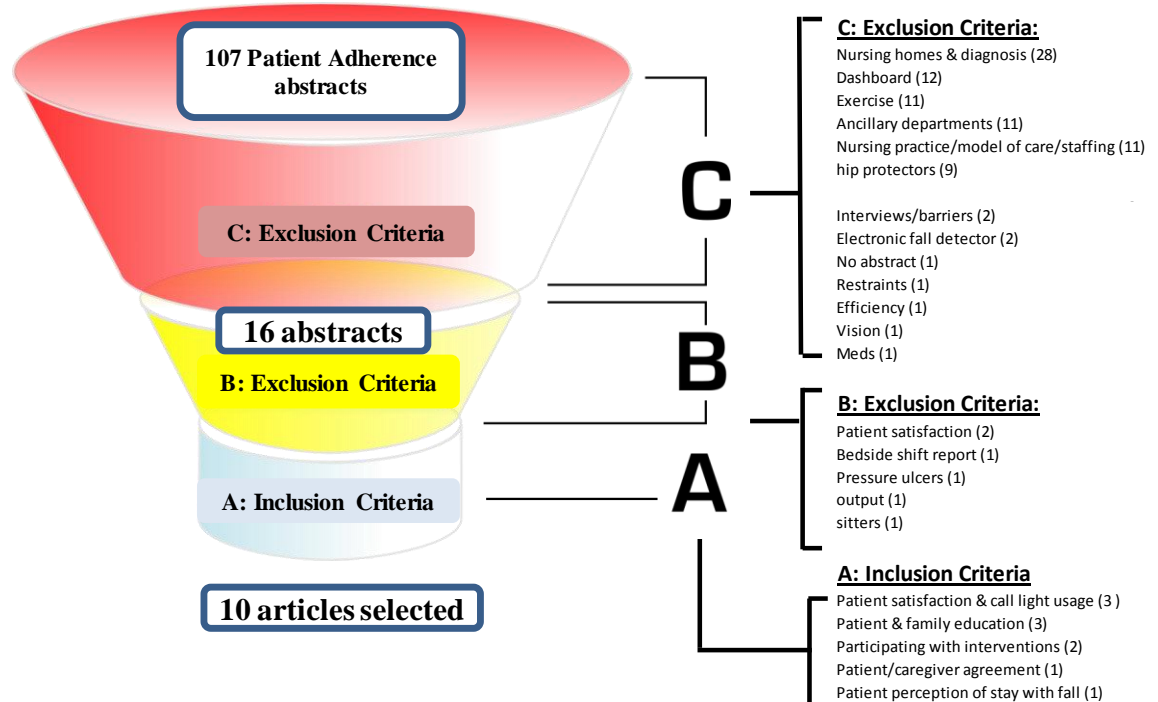 107 Patient Adherence
abstracts
C: Exclusion Criteria
16 abstracts
B: Exclusion Criteria
A: Inclusion Criteria
10 articles selected
C
B
A
C: Exclusion Criteria:
Nursing homes & diagnosis (28)
Dashboard (12)
Exercise (11)
Ancillary departments (11)
Nursing practice/model of care/staffing (11)
hip protectors (9)
Interviews/barriers (2)
Electronic fall detector (2)
No abstract (1)
Restraints (1)
Efficiency (1)
Vision (1)
Meds (1)
B: Exclusion Criteria:
Patient satisfaction (2)
Bedside shift report (1)
Pressure ulcers (1)
output (1)
sitters (1)
A: Inclusion Criteria
Patient satisfaction & call light usage (3 )
Patient & family education (3)
Participating with interventions (2)
Patient/caregiver agreement (1)
Patient perception of stay with fall (1)